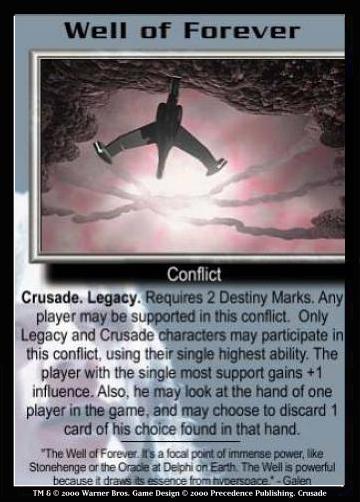 Well of Forever
Conflict
Crusade. Legacy. Requires 2 Destiny Marks. Any
player may be supported in this conflict. Only
Legacy and Crusade characters may participate in
this conflict, using their single highest ability. The
player with the single most support gains +1
influence. Also, he may look at the hand of one
player in the game, and may choose to discard 1
card of his choice found in that hand.
"The Well of Forever. It's a focal point of immense power, like
Stonehenge or the Oracle at Delphi on Earth. The Well is powerful
because it draws its essence from hyperspace." - Galen
TM & © 2000 Warner Bros. Game Design © 2000 Precedence Publishing. Crusade